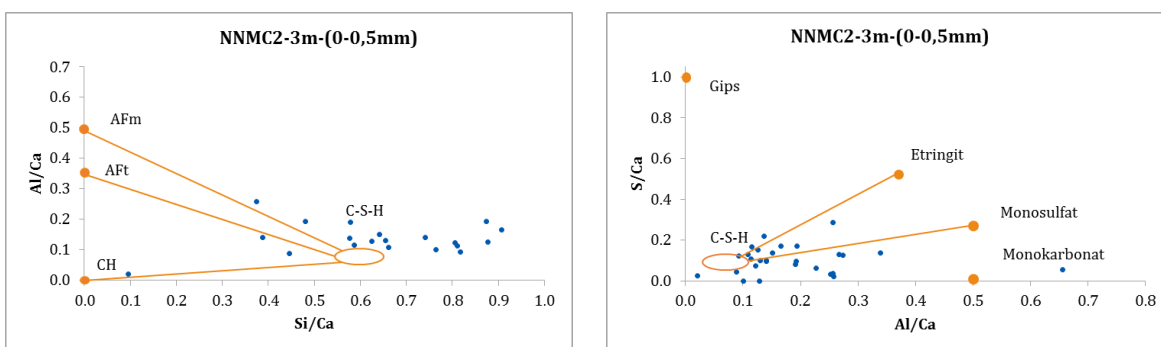 NNMC2-3m-(0-0,5mm)
Al/Ca
0.7
0.6
0.5
0.4
0.3
0.2
0.1
0.0
AFm
AFt
CH
C-S-H
0.0 0.1 0.2 0.3 0.4 0.5 0.6 0.7 0.8 0.9 1.0
Si/Ca
NNMC2-3m-(0-0,5mm)
S/Ca
1.0
0.8
0.6
0.4
0.2
0.0
Gips
Etringit
C-S-H
Monosulfat
Monokarbonat
0.0 0.1 0.2 0.3 0.4 0.5 0.6 0.7 0.8
Al/Ca